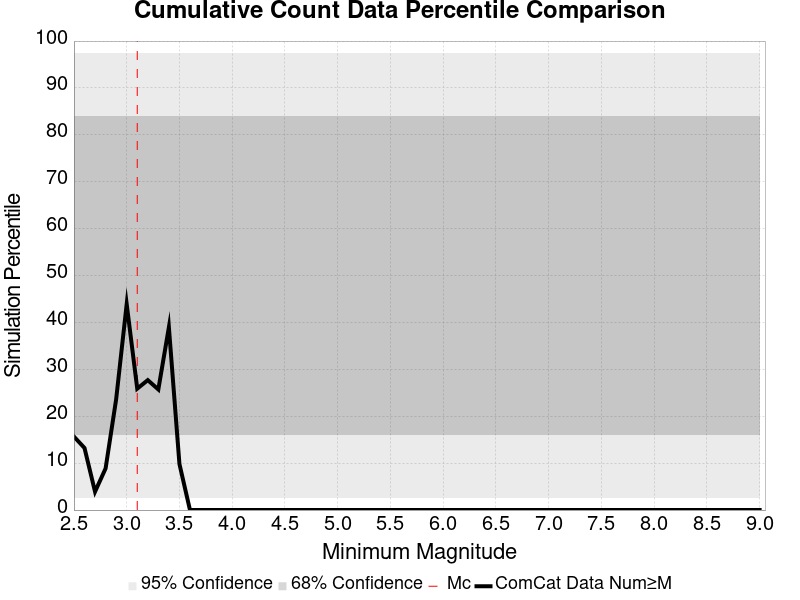 Cumulative Count Data Percentile Comparison
100
90
80
70
60
50
40
30
20
10
0
Simulation Percentile
2.5 3.0 3.5 4.0 4.5 5.0 5.5 6.0 6.5 7.0 7.5 8.0 8.5 9.0
Minimum Magnitude
95% Confidence 68% Confidence Mc ComCat Data Num≥M